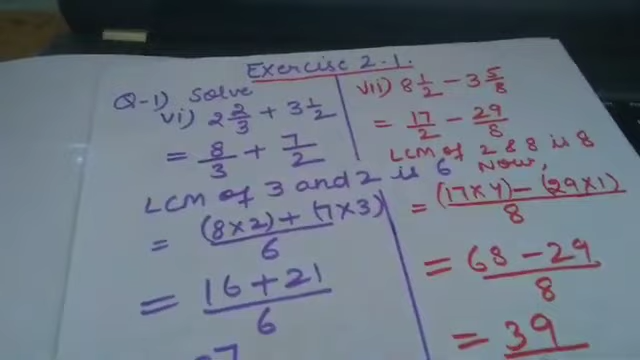 Exercise 2-1.
Q-1) Solve
vi) 2 2/3 + 3 1/2
= 8/3 + 7/2
LCM of 3 and 2 is 6
= (8×2) + (7×3) / 6
= 16 + 21 / 6
vii) 8 1/2 - 3 5/8
= 17/2 - 29/8
LCM of 2 & 8 is 8
Now,
= (17×4) - (29×1) / 8
= 68 - 29 / 8
= 39